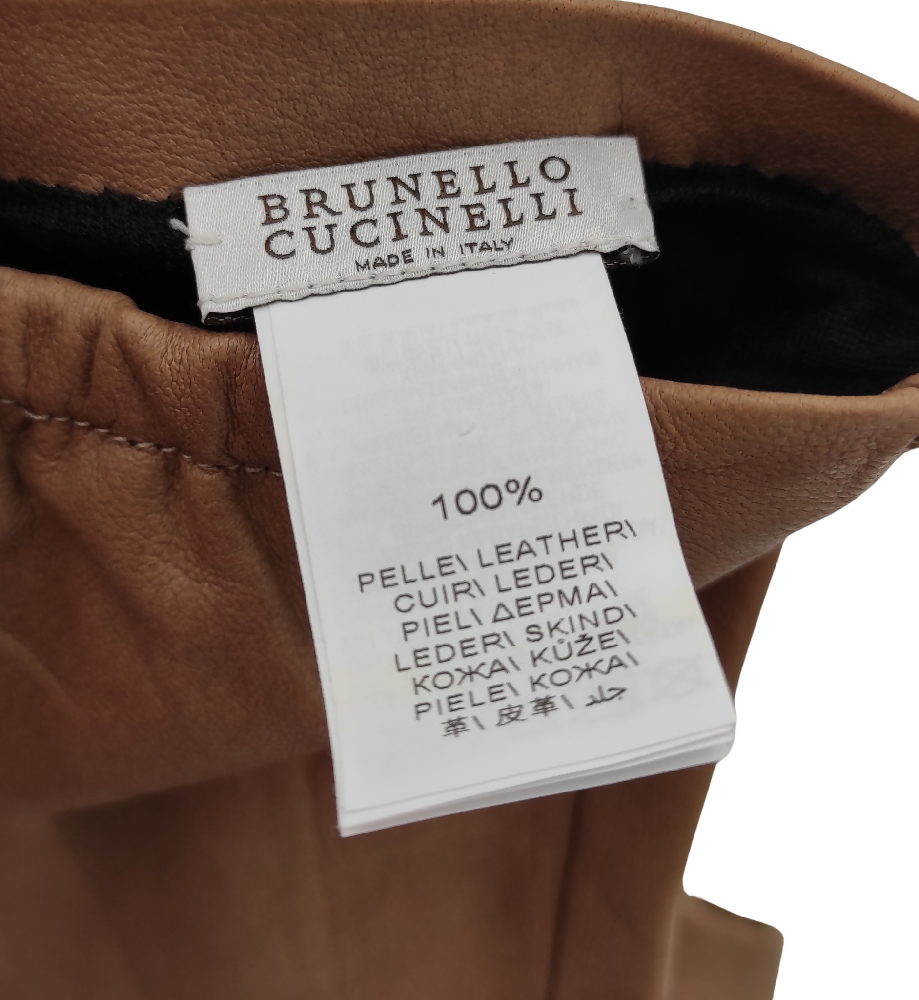 BRUNELLO
CUCINELLI
MADE IN ITALY
100%
PELLE\ LEATHER\
CUIR\ LEDER\
PIEL\ ΔΕΡΜΑ\
LEDER\ SKIND\
КОЖА\ KŮŽE\
PIELE\ КОЖА\
革\ 皮革\ جلد